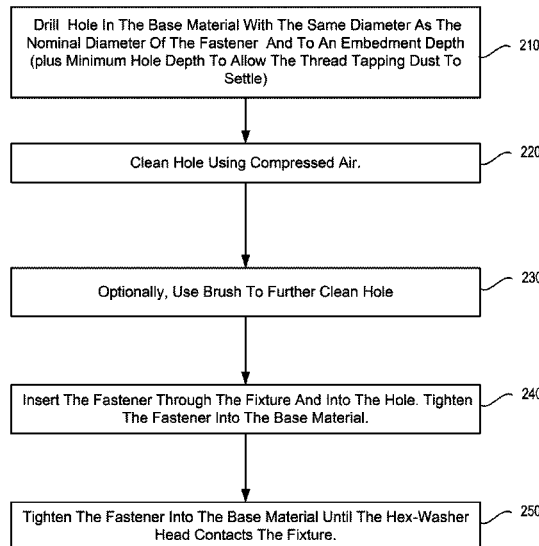 Drill Hole In The Base Material With The Same Diameter As The
Nominal Diameter Of The Fastener And To An Embedment Depth
(plus Minimum Hole Depth To Allow The Thread Tapping Dust To
Settle)
210
Clean Hole Using Compressed Air.
220
Optionally, Use Brush To Further Clean Hole
230
Insert The Fastener Through The Fixture And Into The Hole. Tighten
The Fastener Into The Base Material.
240
Tighten The Fastener Into The Base Material Until The Hex-Washer
Head Contacts The Fixture.
250